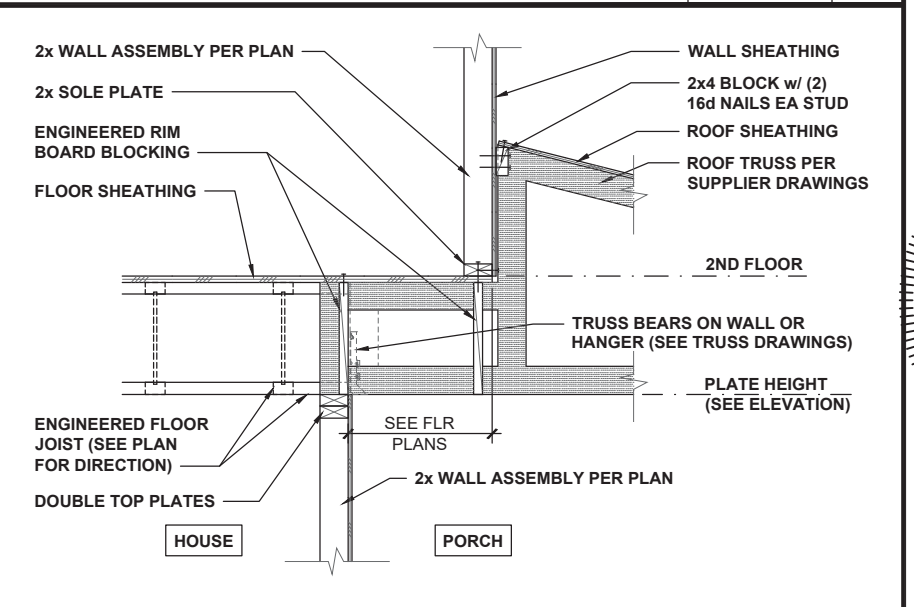 2x WALL ASSEMBLY PER PLAN
2x SOLE PLATE
ENGINEERED RIM
BOARD BLOCKING
FLOOR SHEATHING
WALL SHEATHING
2x4 BLOCK w/ (2)
16d NAILS EA STUD
ROOF SHEATHING
ROOF TRUSS PER
SUPPLIER DRAWINGS
2ND FLOOR
TRUSS BEARS ON WALL OR
HANGER (SEE TRUSS DRAWINGS)
PLATE HEIGHT
(SEE ELEVATION)
ENGINEERED FLOOR
JOIST (SEE PLAN
FOR DIRECTION)
DOUBLE TOP PLATES
SEE FLR
PLANS
2x WALL ASSEMBLY PER PLAN
HOUSE
PORCH